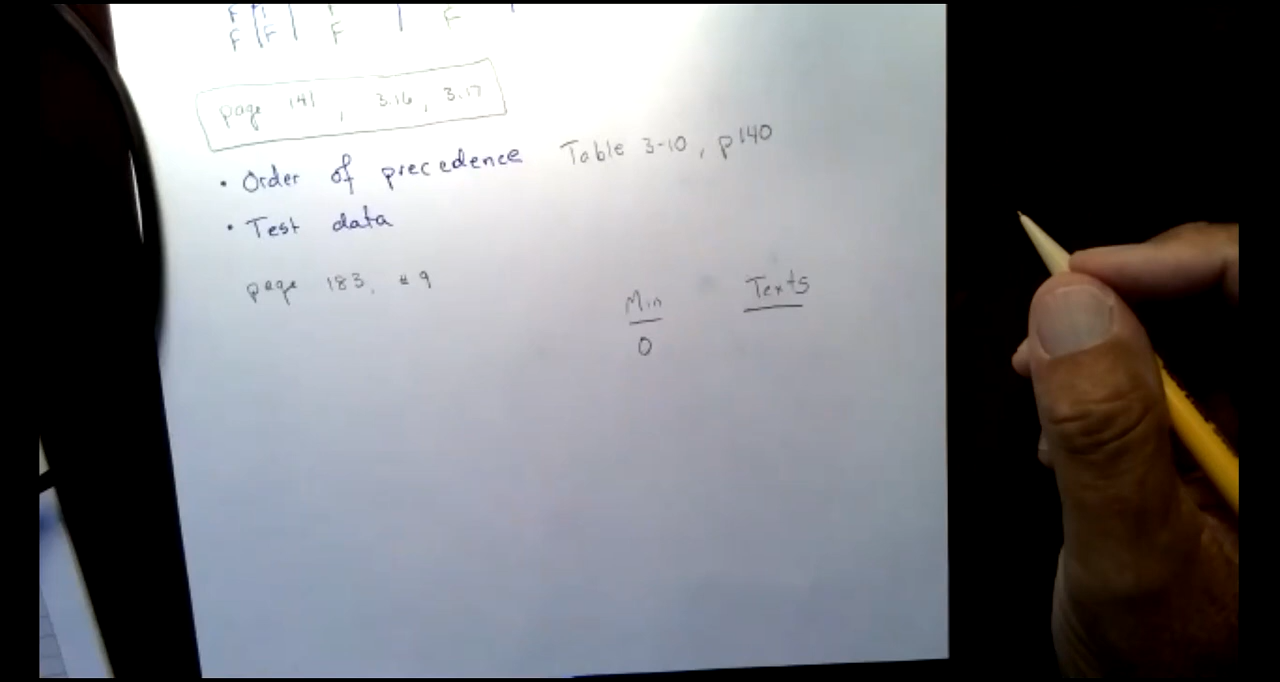 F F F F
page 141, 3.16, 3.17
• Order of precedence Table 3-10, p140
• Test data
page 183, #9
Min Texts
0